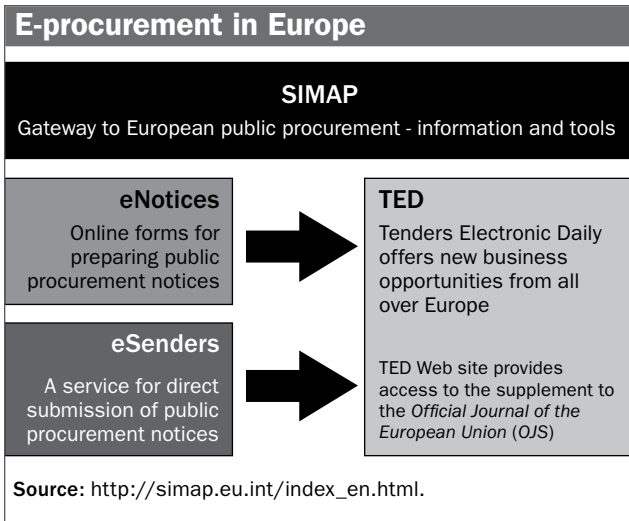 E-procurement in Europe
SIMAP
Gateway to European public procurement - information and tools
eNotices
Online forms for
preparing public
procurement notices
eSenders
A service for direct
submission of public
procurement notices
TED
Tenders Electronic Daily
offers new business
opportunities from all
over Europe
TED Web site provides
access to the supplement to
the Official Journal of the
European Union (OJS)
Source: http://simap.eu.int/index_en.html.